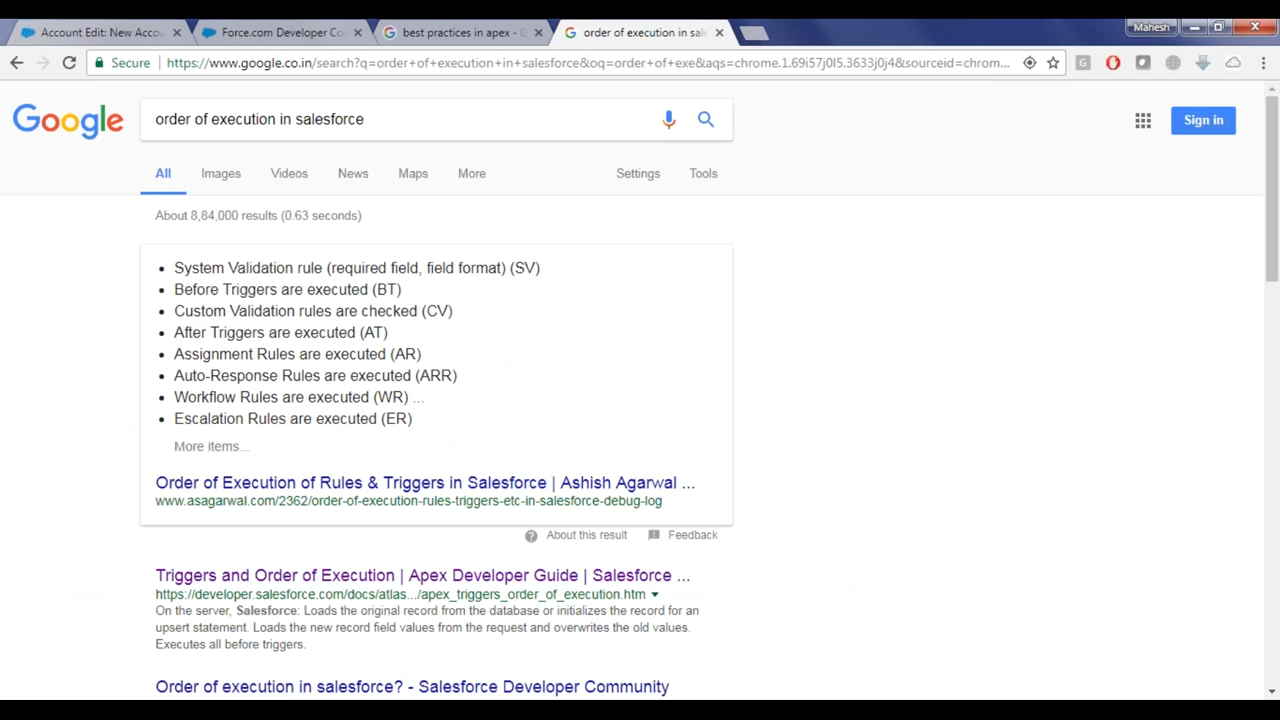 Account Edit: New Accou
Force.com Developer Co
best practices in apex - G
order of execution in sal
Mahesh
Secure
https://www.google.co.in/search?q=order+of+execution+in+salesforce&oq=order+of+exe&aqs=chrome.1.69i57j0l5.3633j0j4&sourceid=chrom...
Google
order of execution in salesforce
Sign in
All Images Videos News Maps More Settings Tools
About 8,84,000 results (0.63 seconds)
• System Validation rule (required field, field format) (SV)
• Before Triggers are executed (BT)
• Custom Validation rules are checked (CV)
• After Triggers are executed (AT)
• Assignment Rules are executed (AR)
• Auto-Response Rules are executed (ARR)
• Workflow Rules are executed (WR) ...
• Escalation Rules are executed (ER)
More items...
Order of Execution of Rules & Triggers in Salesforce | Ashish Agarwal ...
www.asagarwal.com/2362/order-of-execution-rules-triggers-etc-in-salesforce-debug-log
About this result Feedback
Triggers and Order of Execution | Apex Developer Guide | Salesforce ...
https://developer.salesforce.com/docs/atlas.../apex_triggers_order_of_execution.htm
On the server, Salesforce: Loads the original record from the database or initializes the record for an
upsert statement. Loads the new record field values from the request and overwrites the old values.
Executes all before triggers.
Order of execution in salesforce? - Salesforce Developer Community